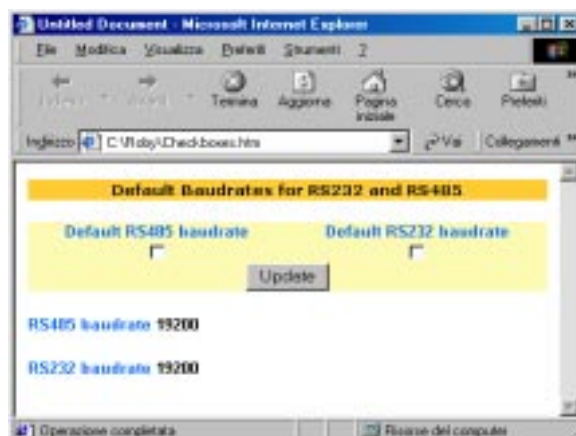 Untitled Document - Microsoft Internet Explorer
File Modifica Visualizza Preferiti Strumenti ?
Termina Aggiorna Pagina iniziale Cerca Preferiti
Indirizzo C:\Roby\Checkboxes.htm Vai Collegamenti
Default Baudrates for RS232 and RS485
Default RS485 baudrate Default RS232 baudrate
Update
RS485 baudrate 19200
RS232 baudrate 19200
Operazione completata Risorse del computer